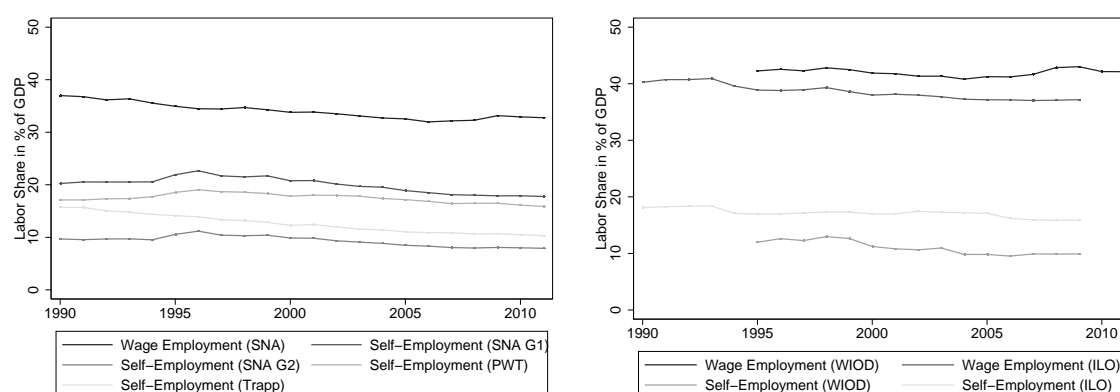 50
40
30
20
10
0
Labor Share in % of GDP
1990 1995 2000 2005 2010
Wage Employment (SNA) Self−Employment (SNA G1)
Self−Employment (SNA G2) Self−Employment (PWT)
Self−Employment (Trapp)
50
40
30
20
10
0
Labor Share in % of GDP
1990 1995 2000 2005 2010
Wage Employment (WIOD) Wage Employment (ILO)
Self−Employment (WIOD) Self−Employment (ILO)